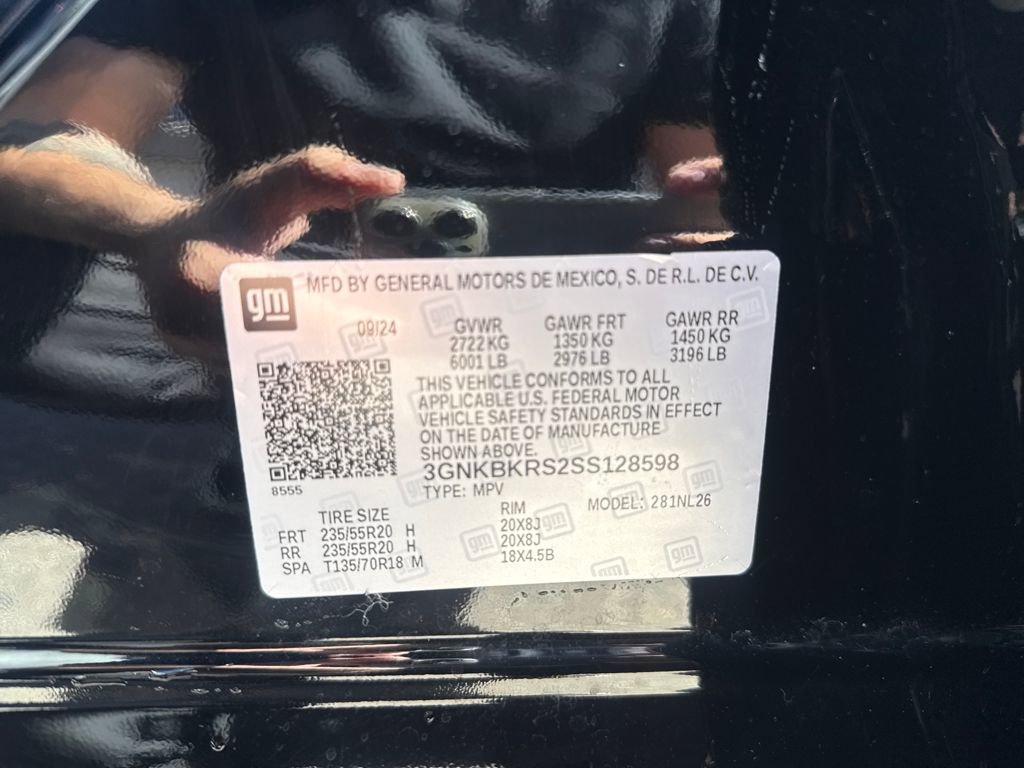 gm
MFD BY GENERAL MOTORS DE MEXICO, S. DE R.L. DE C.V.
09/24 GVWR GAWR FRT GAWR RR
2722 KG 1350 KG 1450 KG
6001 LB 2976 LB 3196 LB
THIS VEHICLE CONFORMS TO ALL
APPLICABLE U.S. FEDERAL MOTOR
VEHICLE SAFETY STANDARDS IN EFFECT
ON THE DATE OF MANUFACTURE
SHOWN ABOVE.
3GNKBKRS2SS128598
8555 TYPE: MPV MODEL: 281NL26
TIRE SIZE RIM
FRT 235/55R20 H 20X8J
RR 235/55R20 H 20X8J
SPA T135/70R18 M 18X4.5B